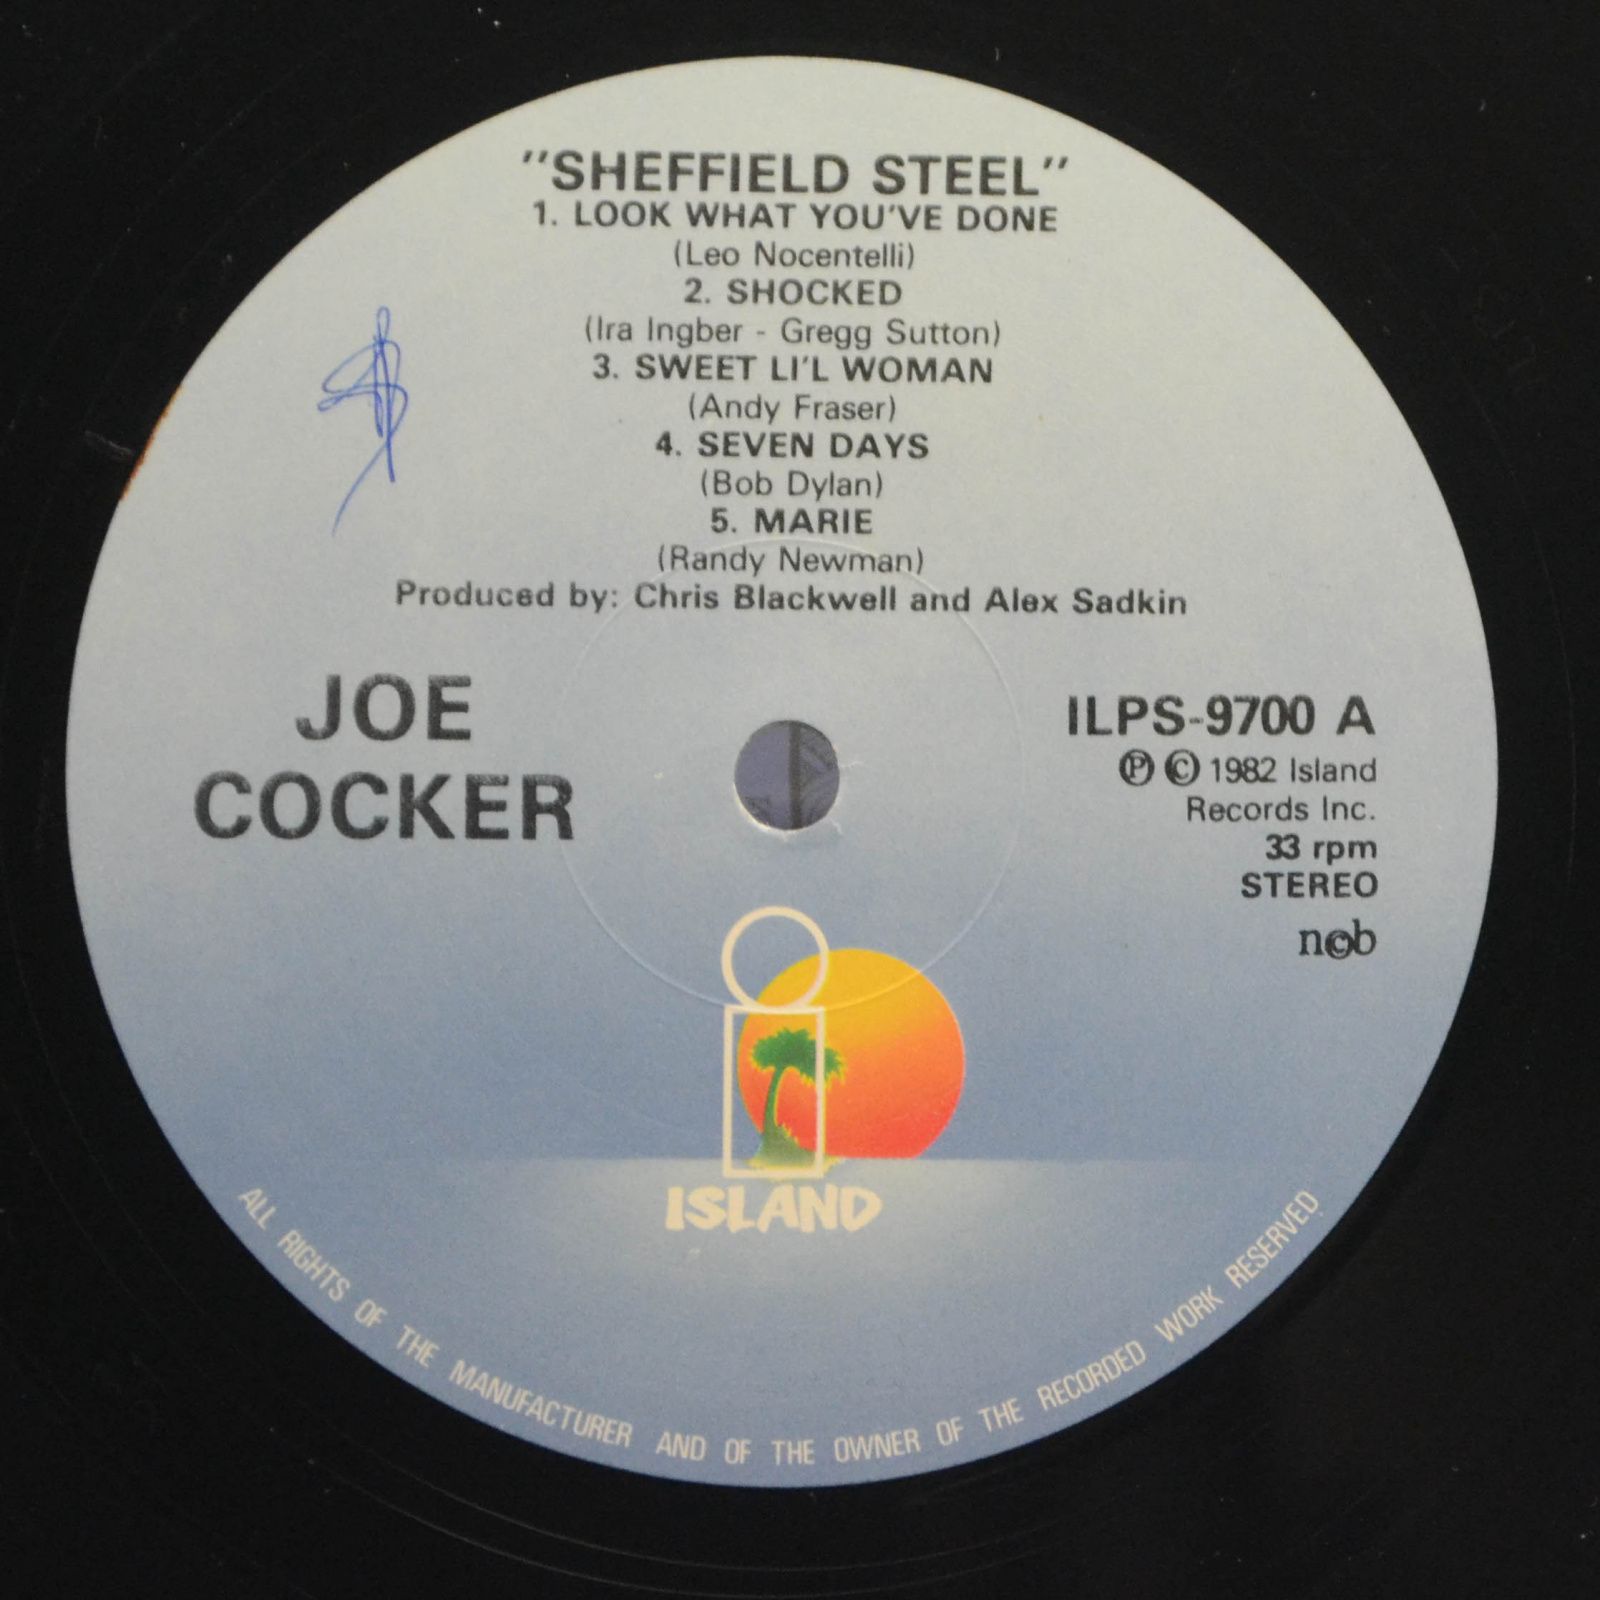 "SHEFFIELD STEEL"
1. LOOK WHAT YOU'VE DONE
(Leo Nocentelli)
2. SHOCKED
(Ira Ingber - Gregg Sutton)
3. SWEET LI'L WOMAN
(Andy Fraser)
4. SEVEN DAYS
(Bob Dylan)
5. MARIE
(Randy Newman)
Produced by: Chris Blackwell and Alex Sadkin
JOE
COCKER
ILPS-9700 A
Ⓟ © 1982 Island
Records Inc.
33 rpm
STEREO
n©b
ISLAND
ALL RIGHTS OF THE MANUFACTURER AND OF THE OWNER OF THE RECORDED WORK RESERVED